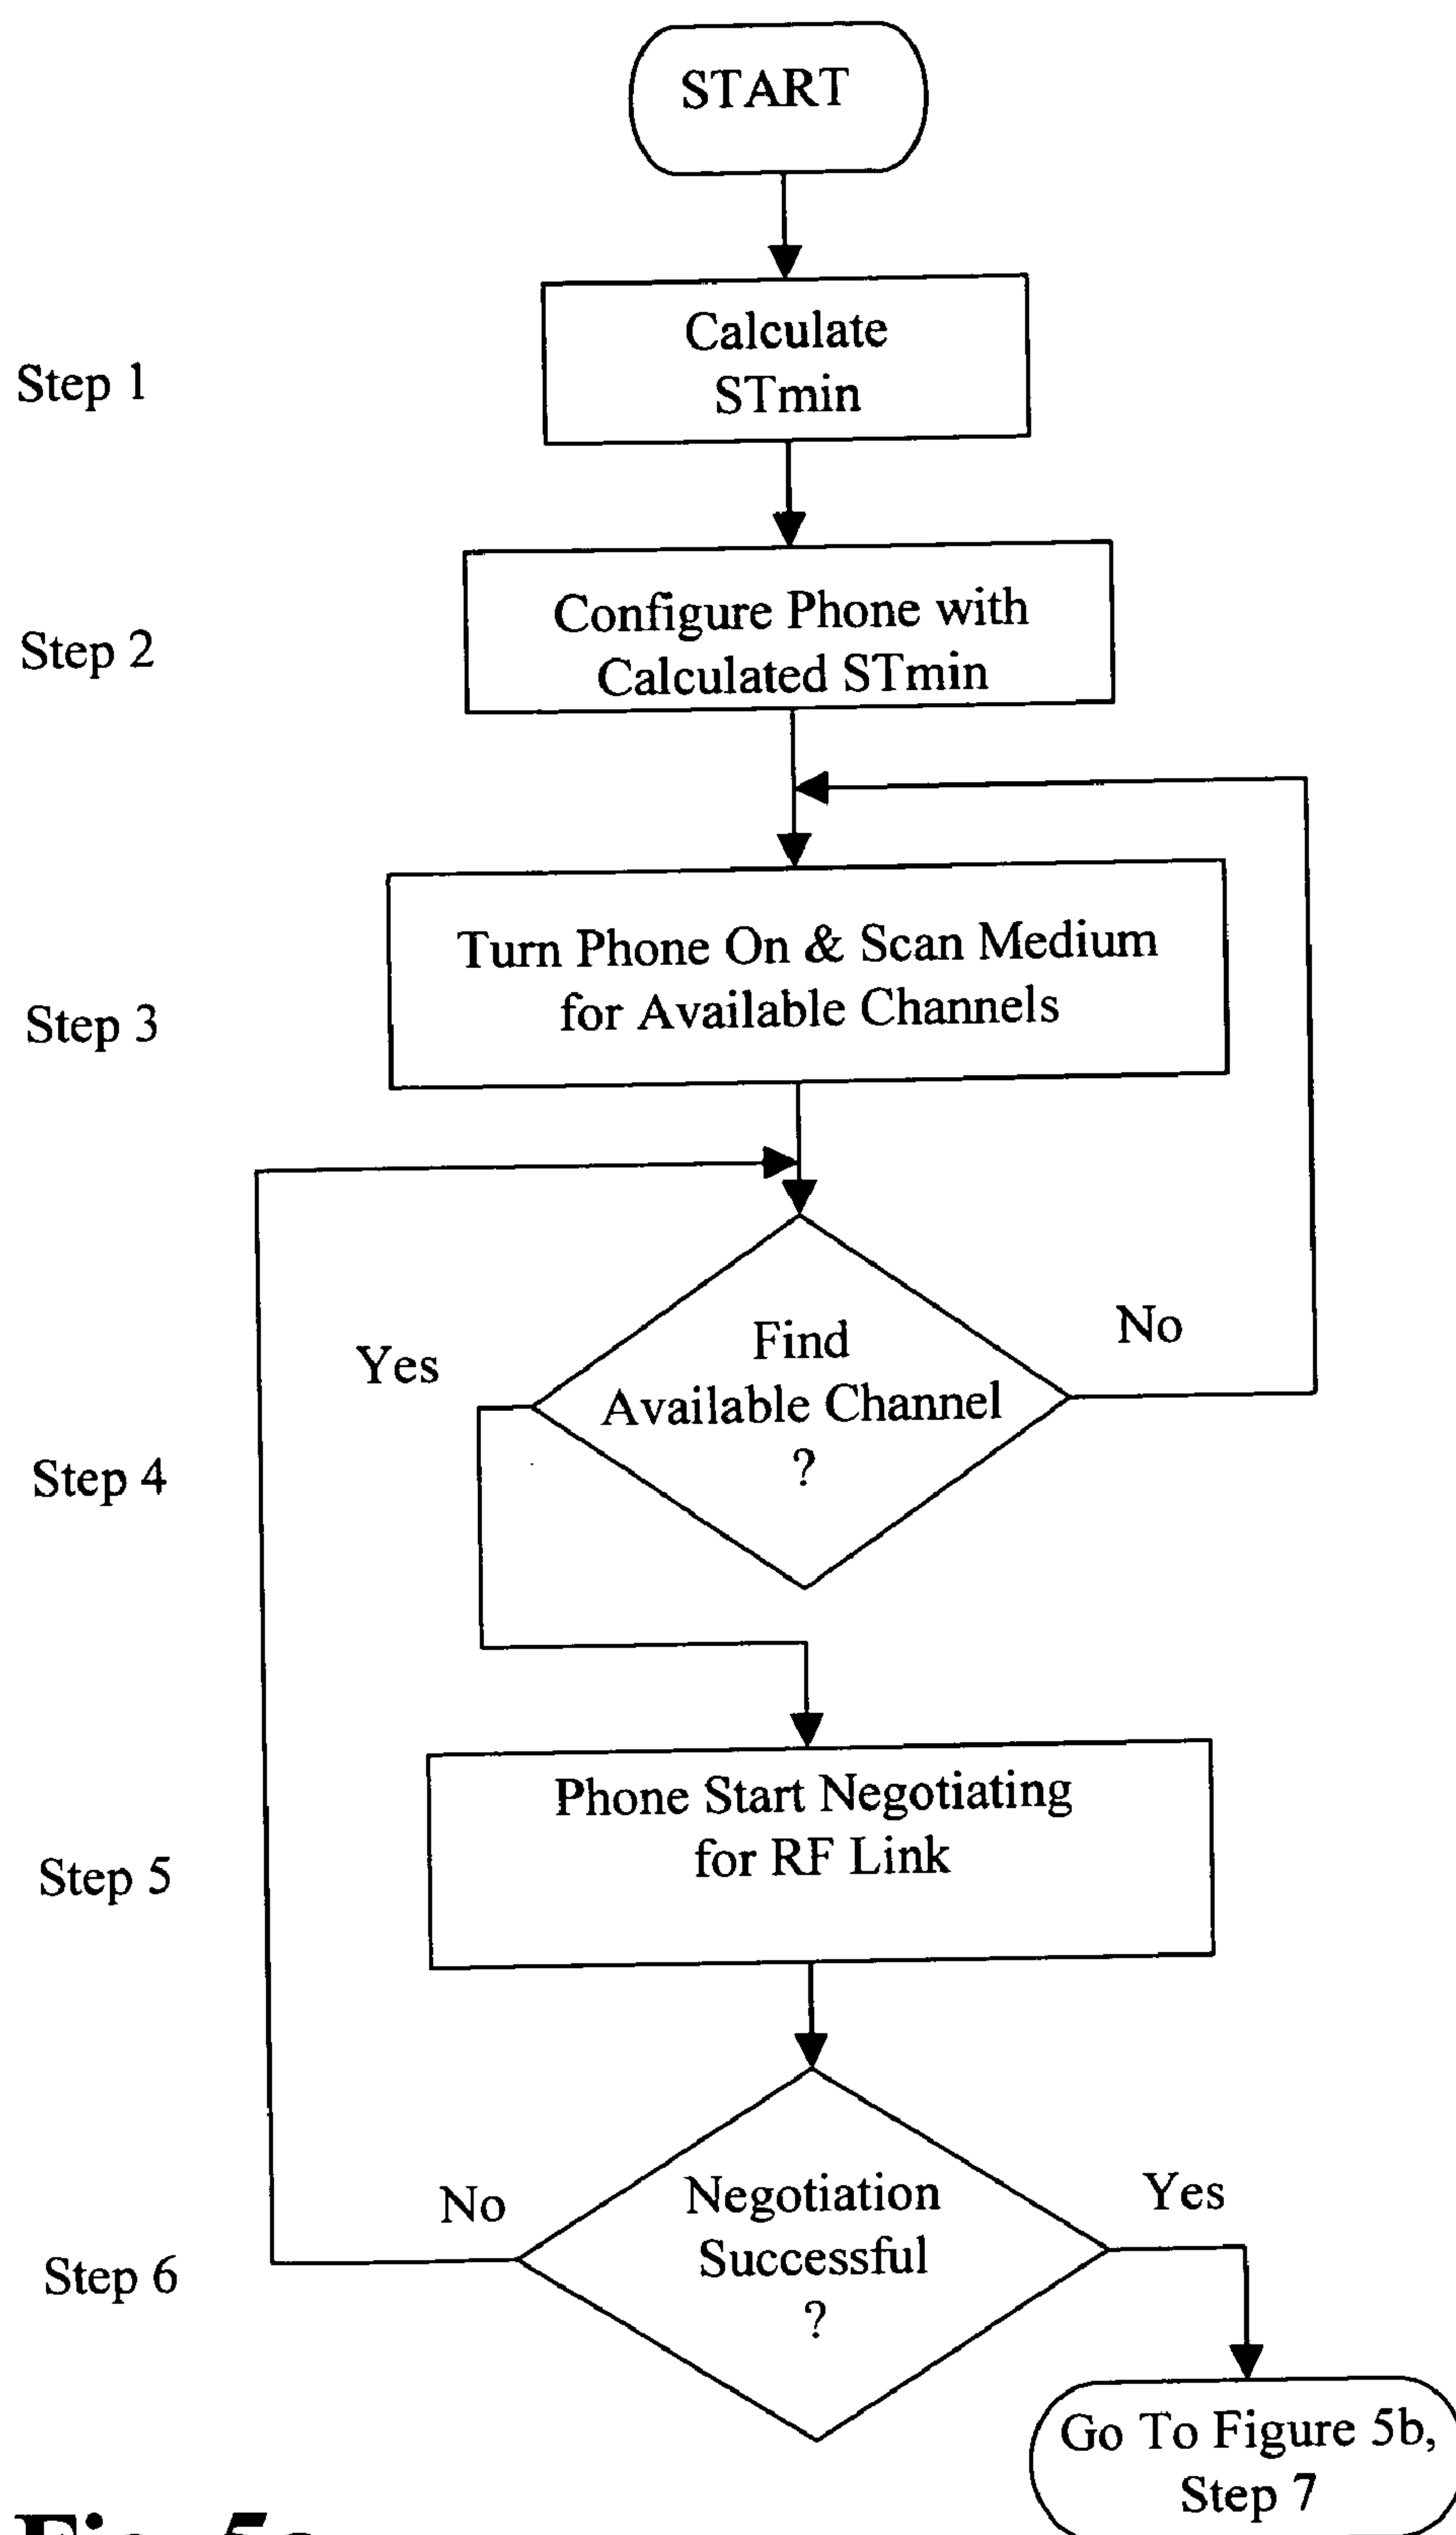 START
Step 1
Calculate
STmin
Step 2
Configure Phone with
Calculated STmin
Step 3
Turn Phone On & Scan Medium
for Available Channels
Step 4
Yes
Find
Available Channel
?
No
Step 5
Phone Start Negotiating
for RF Link
Step 6
No
Negotiation
Successful
?
Yes
Go To Figure 5b,
Step 7